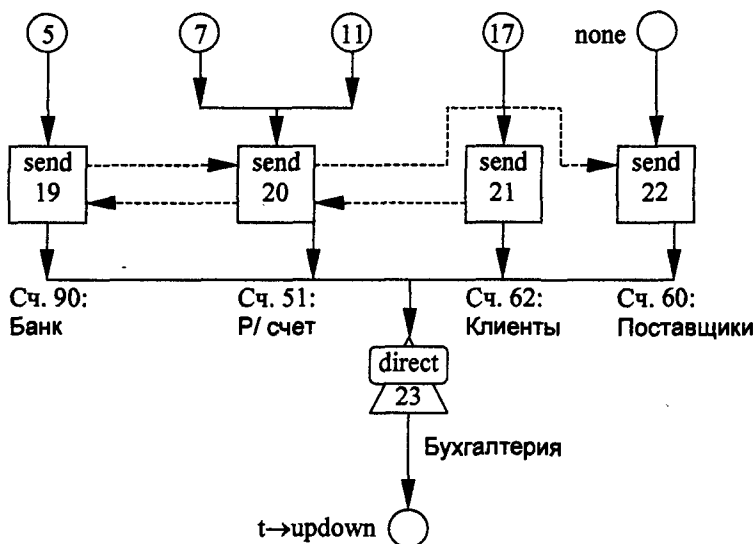 5
7
11
17
none
send
19
send
20
send
21
send
22
Сч. 90:
Банк
Сч. 51:
Р/ счет
Сч. 62:
Клиенты
Сч. 60:
Поставщики
direct
23
Бухгалтерия
t→updown